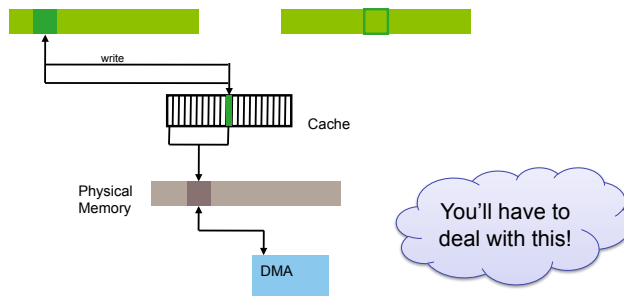 write
Cache
Physical
Memory
You'll have to
deal with this!
DMA